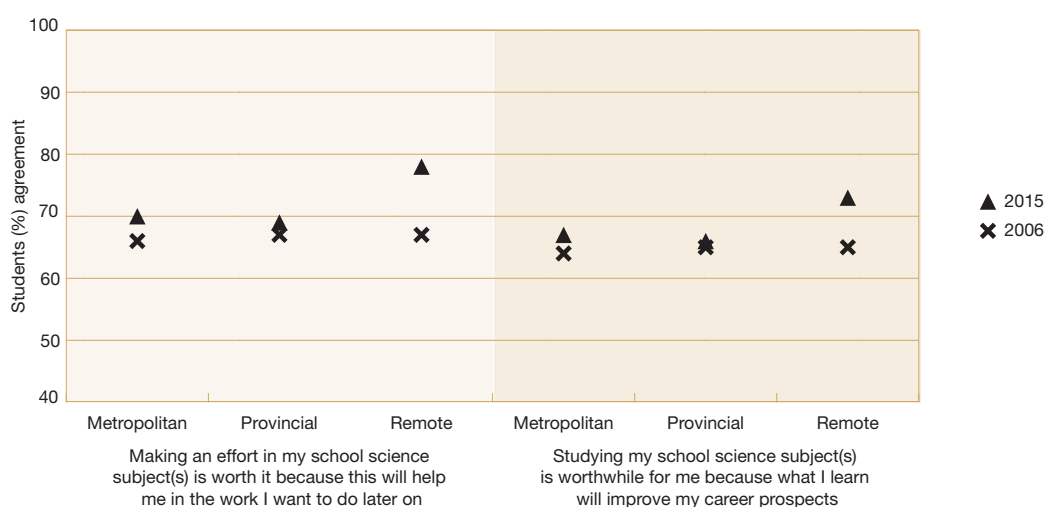 100
90
80
70
60
50
40
Students (%) agreement
Metropolitan
Provincial
Remote
Metropolitan
Provincial
Remote
Making an effort in my school science
subject(s) is worth it because this will help
me in the work I want to do later on
Studying my school science subject(s)
is worthwhile for me because what I learn
will improve my career prospects
2015
2006